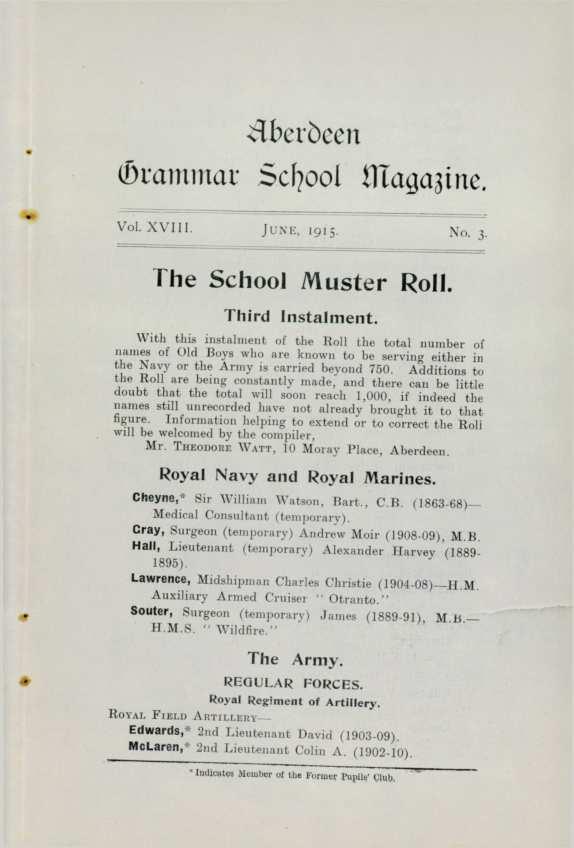 Aberdeen
Grammar School Magazine.
Vol. XVIII. JUNE, 1915. No. 3.
The School Muster Roll.
Third Instalment.
With this instalment of the Roll the total number of
names of Old Boys who are known to be serving either in
the Navy or the Army is carried beyond 750. Additions to
the Roll are being constantly made, and there can be little
doubt that the total will soon reach 1,000, if indeed the
names still unrecorded have not already brought it to that
figure. Information helping to extend or to correct the Roll
will be welcomed by the compiler,
Mr. THEODORE WATT, 10 Moray Place, Aberdeen.
Royal Navy and Royal Marines.
Cheyne,* Sir William Watson, Bart., C.B. (1863-68)—
Medical Consultant (temporary).
Cray, Surgeon (temporary) Andrew Moir (1908-09), M.B.
Hall, Lieutenant (temporary) Alexander Harvey (1889-
1895).
Lawrence, Midshipman Charles Christie (1904-08)—H.M.
Auxiliary Armed Cruiser "Otranto."
Souter, Surgeon (temporary) James (1889-91), M.B.—
H.M.S. "Wildfire."
The Army.
REGULAR FORCES.
Royal Regiment of Artillery.
ROYAL FIELD ARTILLERY—
Edwards,* 2nd Lieutenant David (1903-09).
McLaren,* 2nd Lieutenant Colin A. (1902-10).
* Indicates Member of the Former Pupils' Club.